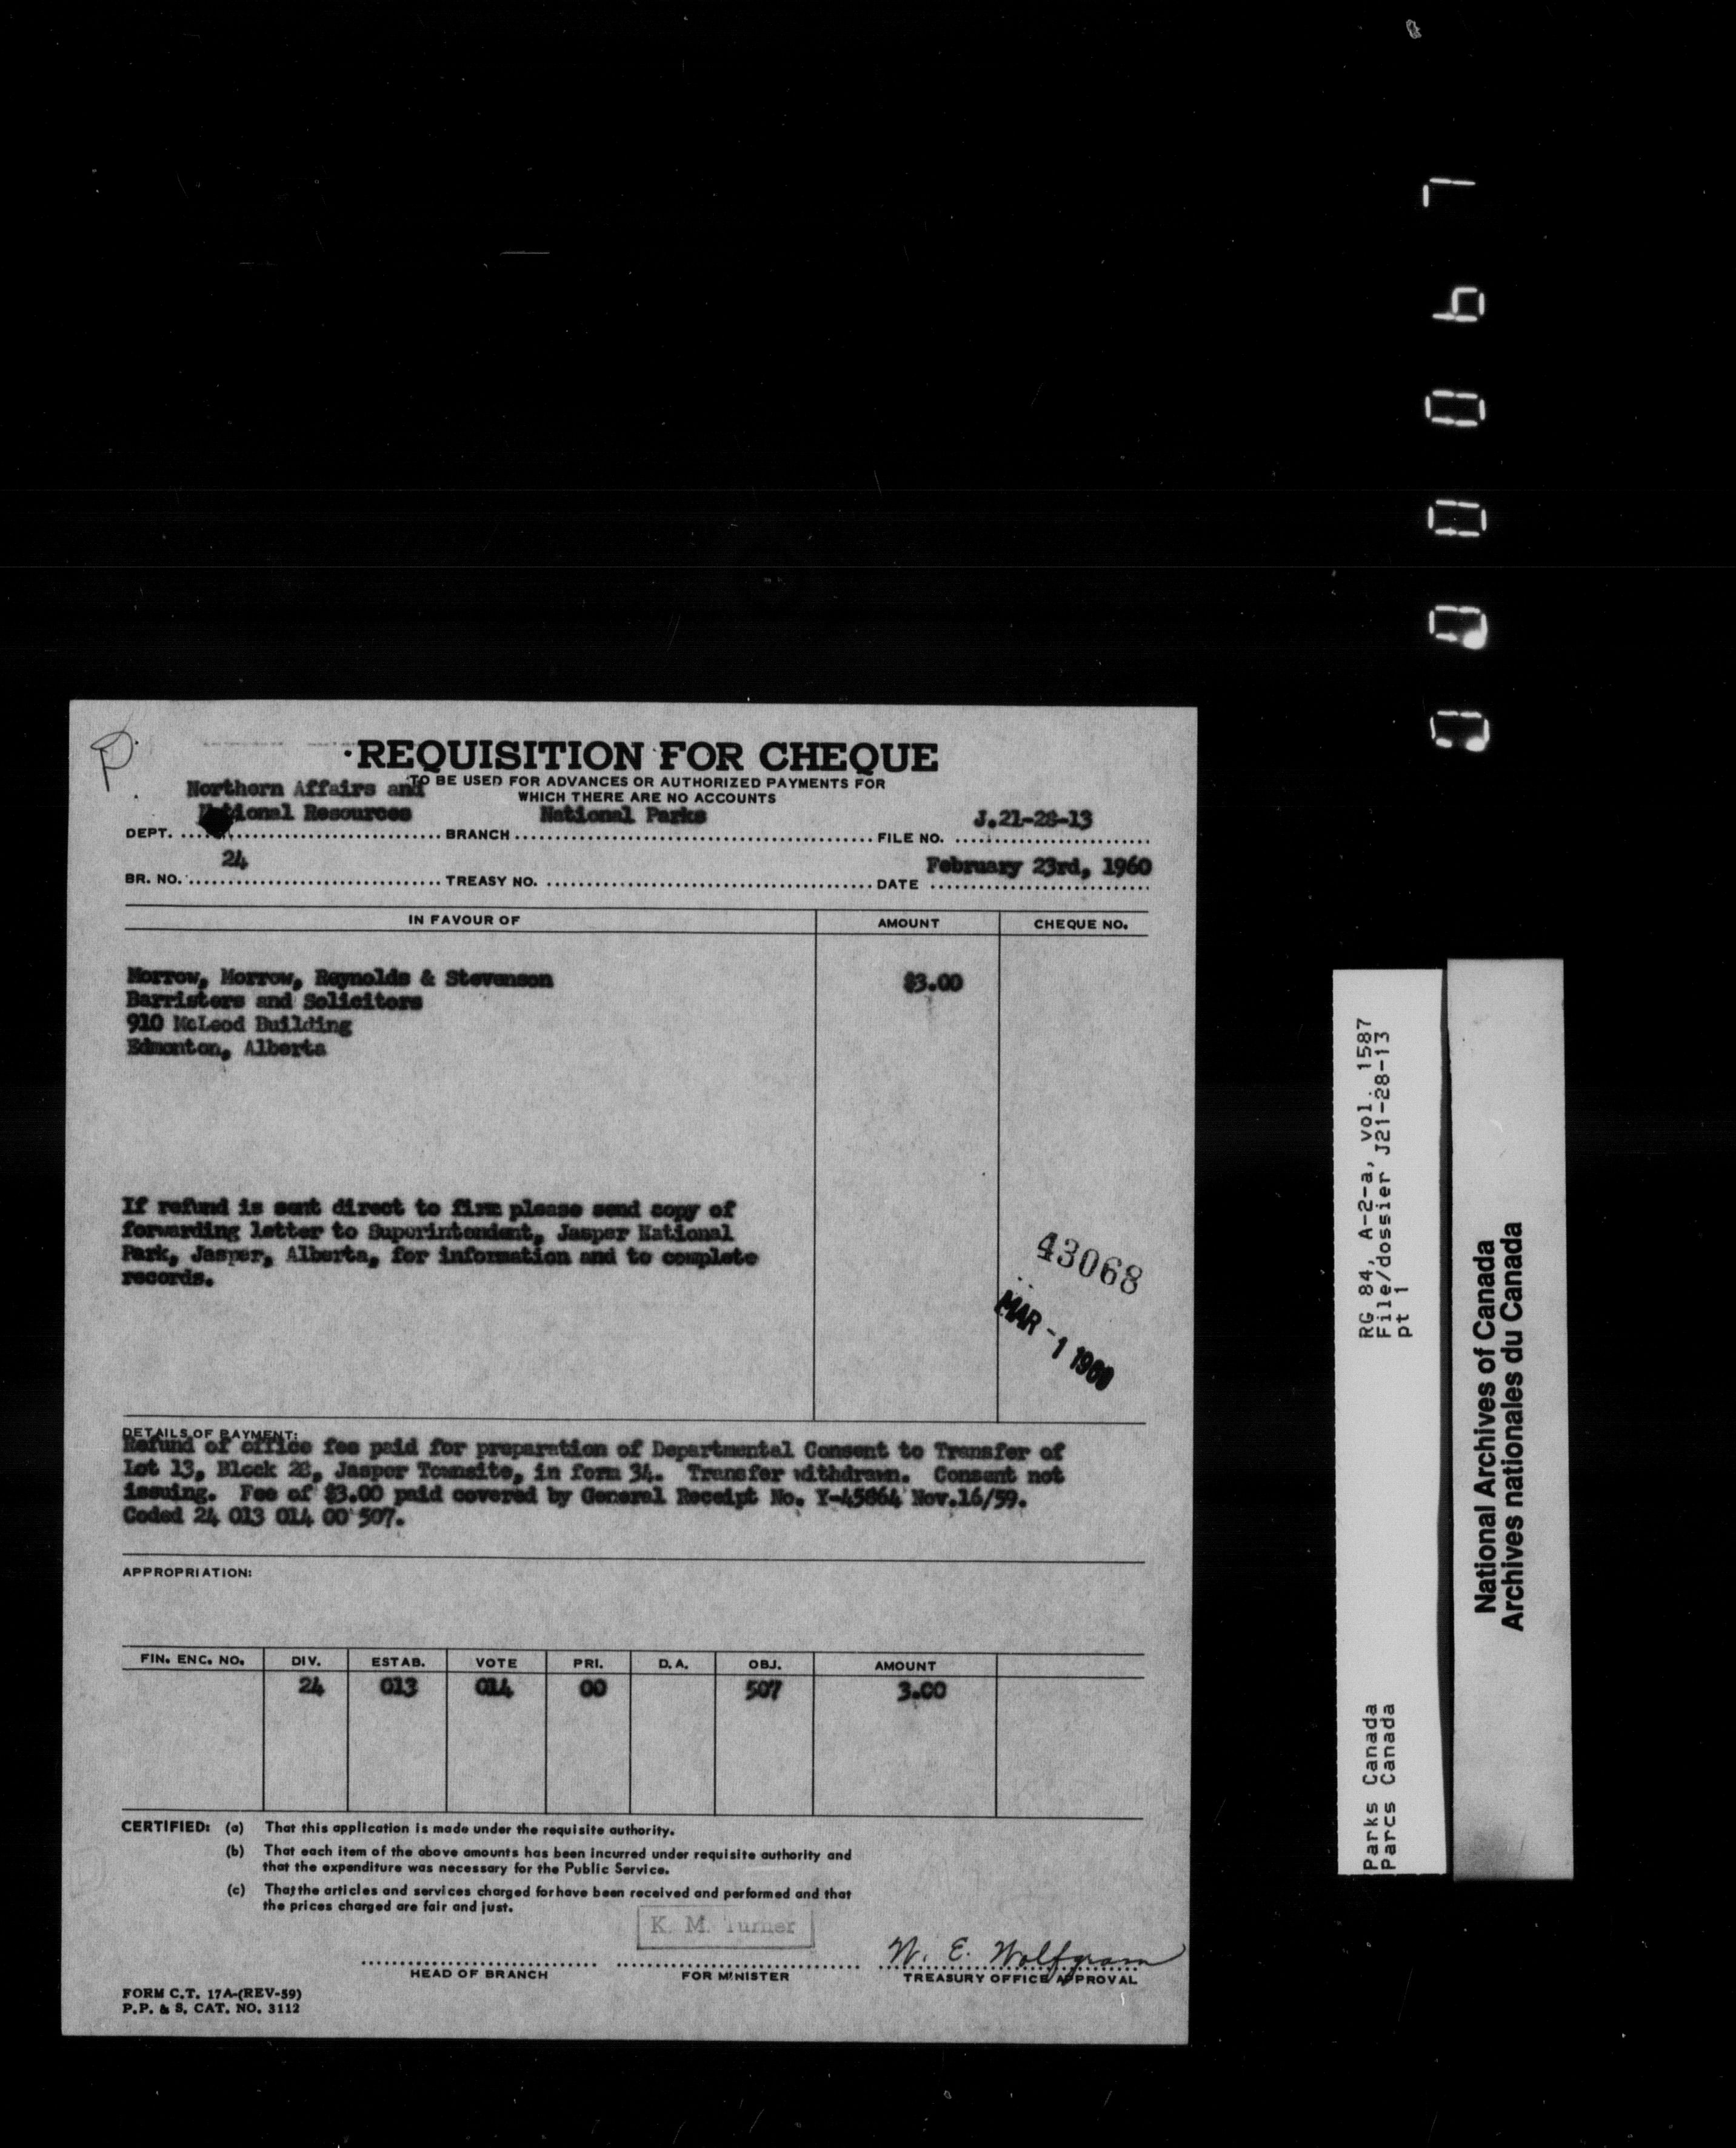 REQUISITION FOR CHEQUE
TO BE USED FOR ADVANCES OR AUTHORIZED PAYMENTS FOR
WHICH THERE ARE NO ACCOUNTS
Northern Affairs and
National Resources
National Parks
J.21-28-13
DEPT. BRANCH FILE NO.
24
February 23rd, 1960
BR. NO. TREASY NO. DATE
IN FAVOUR OF AMOUNT CHEQUE NO.
Morrow, Morrow, Reynolds & Stevenson $3.00
Barristers and Solicitors
910 McLeod Building
Edmonton, Alberta
If refund is sent direct to firm please send copy of
forwarding letter to Superintendent, Jasper National
Park, Jasper, Alberta, for information and to complete
records.
43068
MAR - 1 1960
DETAILS OF PAYMENT:
Refund of office fee paid for preparation of Departmental Consent to Transfer of
Lot 13, Block 28, Jasper Townsite, in form 34. Transfer withdrawn. Consent not
issuing. Fee of $3.00 paid covered by General Receipt No. Y-45864 Nov.16/59.
Coded 24 013 014 00 507.
APPROPRIATION:
FIN. ENC. NO. DIV. ESTAB. VOTE PRI. D.A. OBJ. AMOUNT
24 013 014 00 507 3.00
CERTIFIED: (a) That this application is made under the requisite authority.
(b) That each item of the above amounts has been incurred under requisite authority and
that the expenditure was necessary for the Public Service.
(c) That the articles and services charged for have been received and performed and that
the prices charged are fair and just.
K. M. Turner
W. E. Wolfgram
HEAD OF BRANCH FOR MINISTER TREASURY OFFICE APPROVAL
FORM C.T. 17A-(REV-59)
P.P. & S. CAT. NO. 3112
RG 84, A-2-a, vol. 1587
File/dossier J21-28-13
pt 1
Parks Canada
Parcs Canada
National Archives of Canada
Archives nationales du Canada